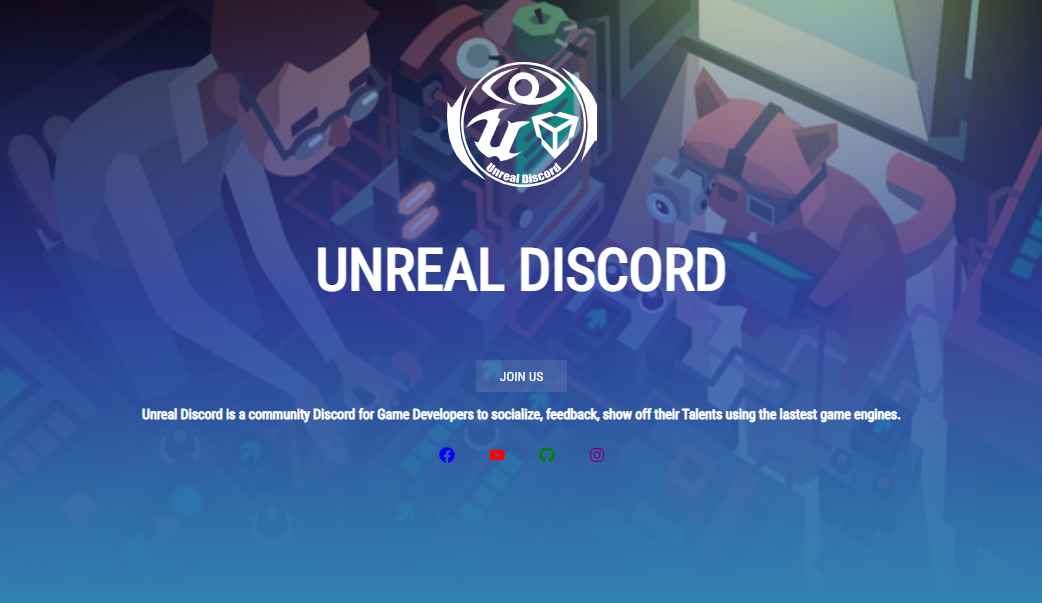 Unreal Discord
UNREAL DISCORD
JOIN US
Unreal Discord is a community Discord for Game Developers to socialize, feedback, show off their Talents using the lastest game engines.